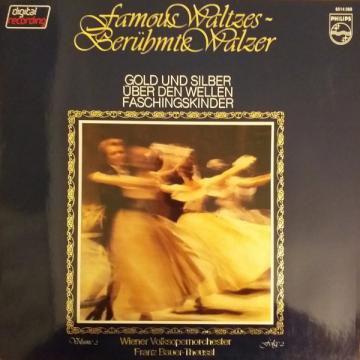 digital
recording
Famous Waltzes~
Berühmte Walzer
PHILIPS
GOLD UND SILBER
ÜBER DEN WELLEN
FASCHINGSKINDER
Volume 2
Wiener Volksopernorchester
Franz Bauer-Theussl
Folge 2